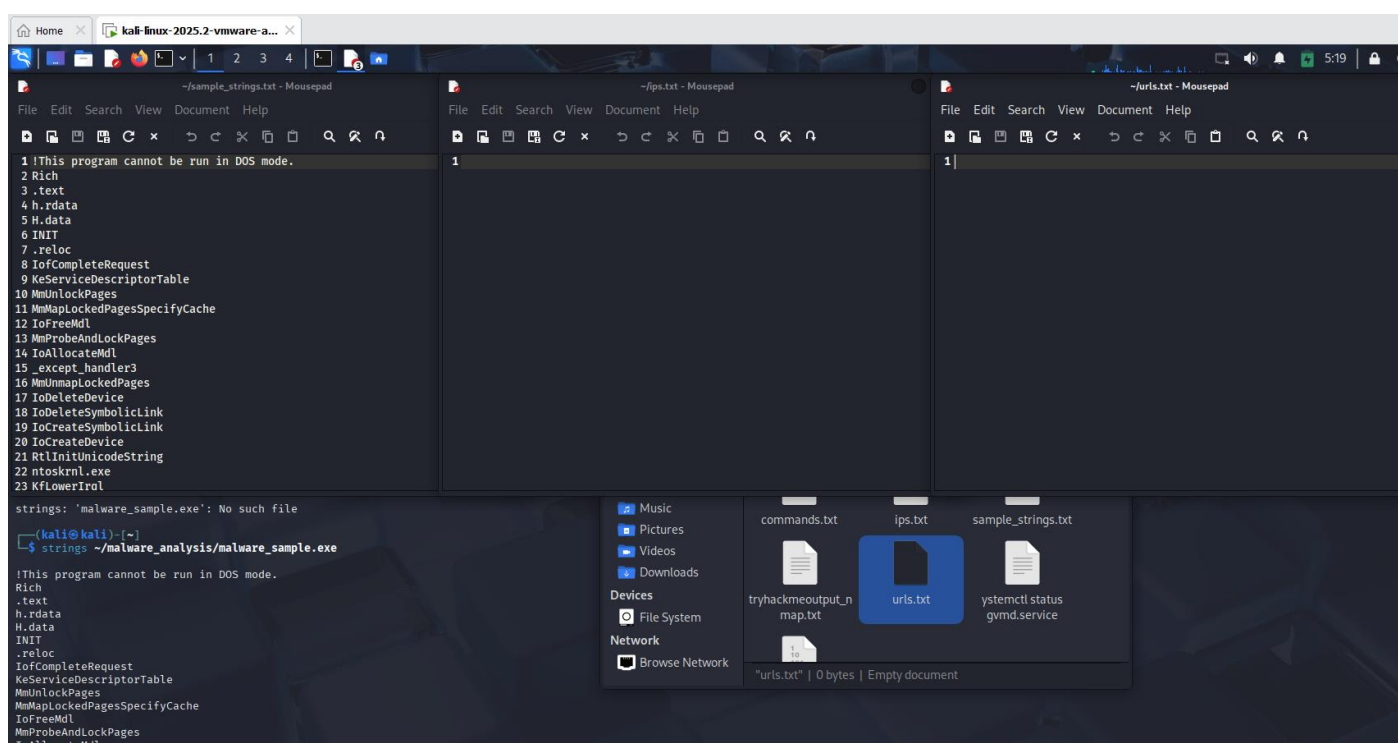 Home
kali-linux-2025.2-vmware-a...
1 2 3 4
5:19
~/sample_strings.txt - Mousepad
File Edit Search View Document Help
1 !This program cannot be run in DOS mode.
2 Rich
3 .text
4 h.rdata
5 H.data
6 INIT
7 .reloc
8 IofCompleteRequest
9 KeServiceDescriptorTable
10 MmUnlockPages
11 MmMapLockedPagesSpecifyCache
12 IoFreeMdl
13 MmProbeAndLockPages
14 IoAllocateMdl
15 _except_handler3
16 MmUnmapLockedPages
17 IoDeleteDevice
18 IoDeleteSymbolicLink
19 IoCreateSymbolicLink
20 IoCreateDevice
21 RtlInitUnicodeString
22 ntoskrnl.exe
23 KfLowerIrql
~/ips.txt - Mousepad
File Edit Search View Document Help
1
~/urls.txt - Mousepad
File Edit Search View Document Help
1
strings: 'malware_sample.exe': No such file
(kali㉿kali)-[~]
$ strings ~/malware_analysis/malware_sample.exe
!This program cannot be run in DOS mode.
Rich
.text
h.rdata
H.data
INIT
.reloc
IofCompleteRequest
KeServiceDescriptorTable
MmUnlockPages
MmMapLockedPagesSpecifyCache
IoFreeMdl
MmProbeAndLockPages
Music
Pictures
Videos
Downloads
Devices
File System
Network
Browse Network
commands.txt
ips.txt
sample_strings.txt
tryhackmeoutput_n
map.txt
urls.txt
ystemctl status
gvmd.service
"urls.txt" | 0 bytes | Empty document